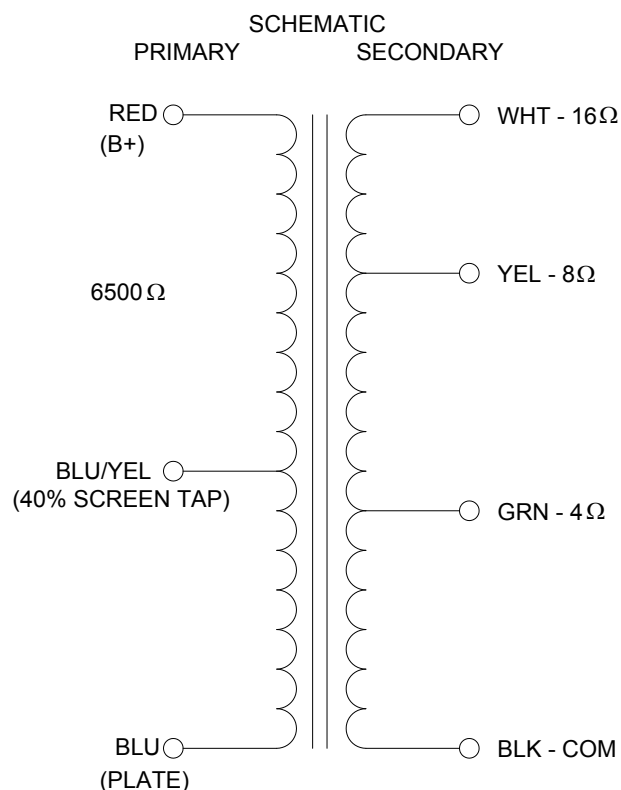 SCHEMATIC
PRIMARY SECONDARY
RED
(B+)
WHT - 16Ω
YEL - 8Ω
6500Ω
BLU/YEL
(40% SCREEN TAP)
GRN - 4Ω
BLU
(PLATE)
BLK - COM